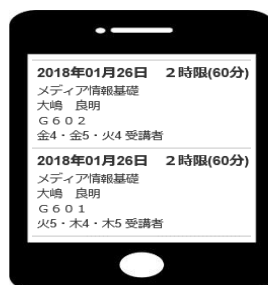 2018年01月26日　２時限(60分)
メディア情報基礎
大嶋　良明
Ｇ６０２
金4・金5・火4 受講者
2018年01月26日　２時限(60分)
メディア情報基礎
大嶋　良明
Ｇ６０１
火5・木4・木5 受講者